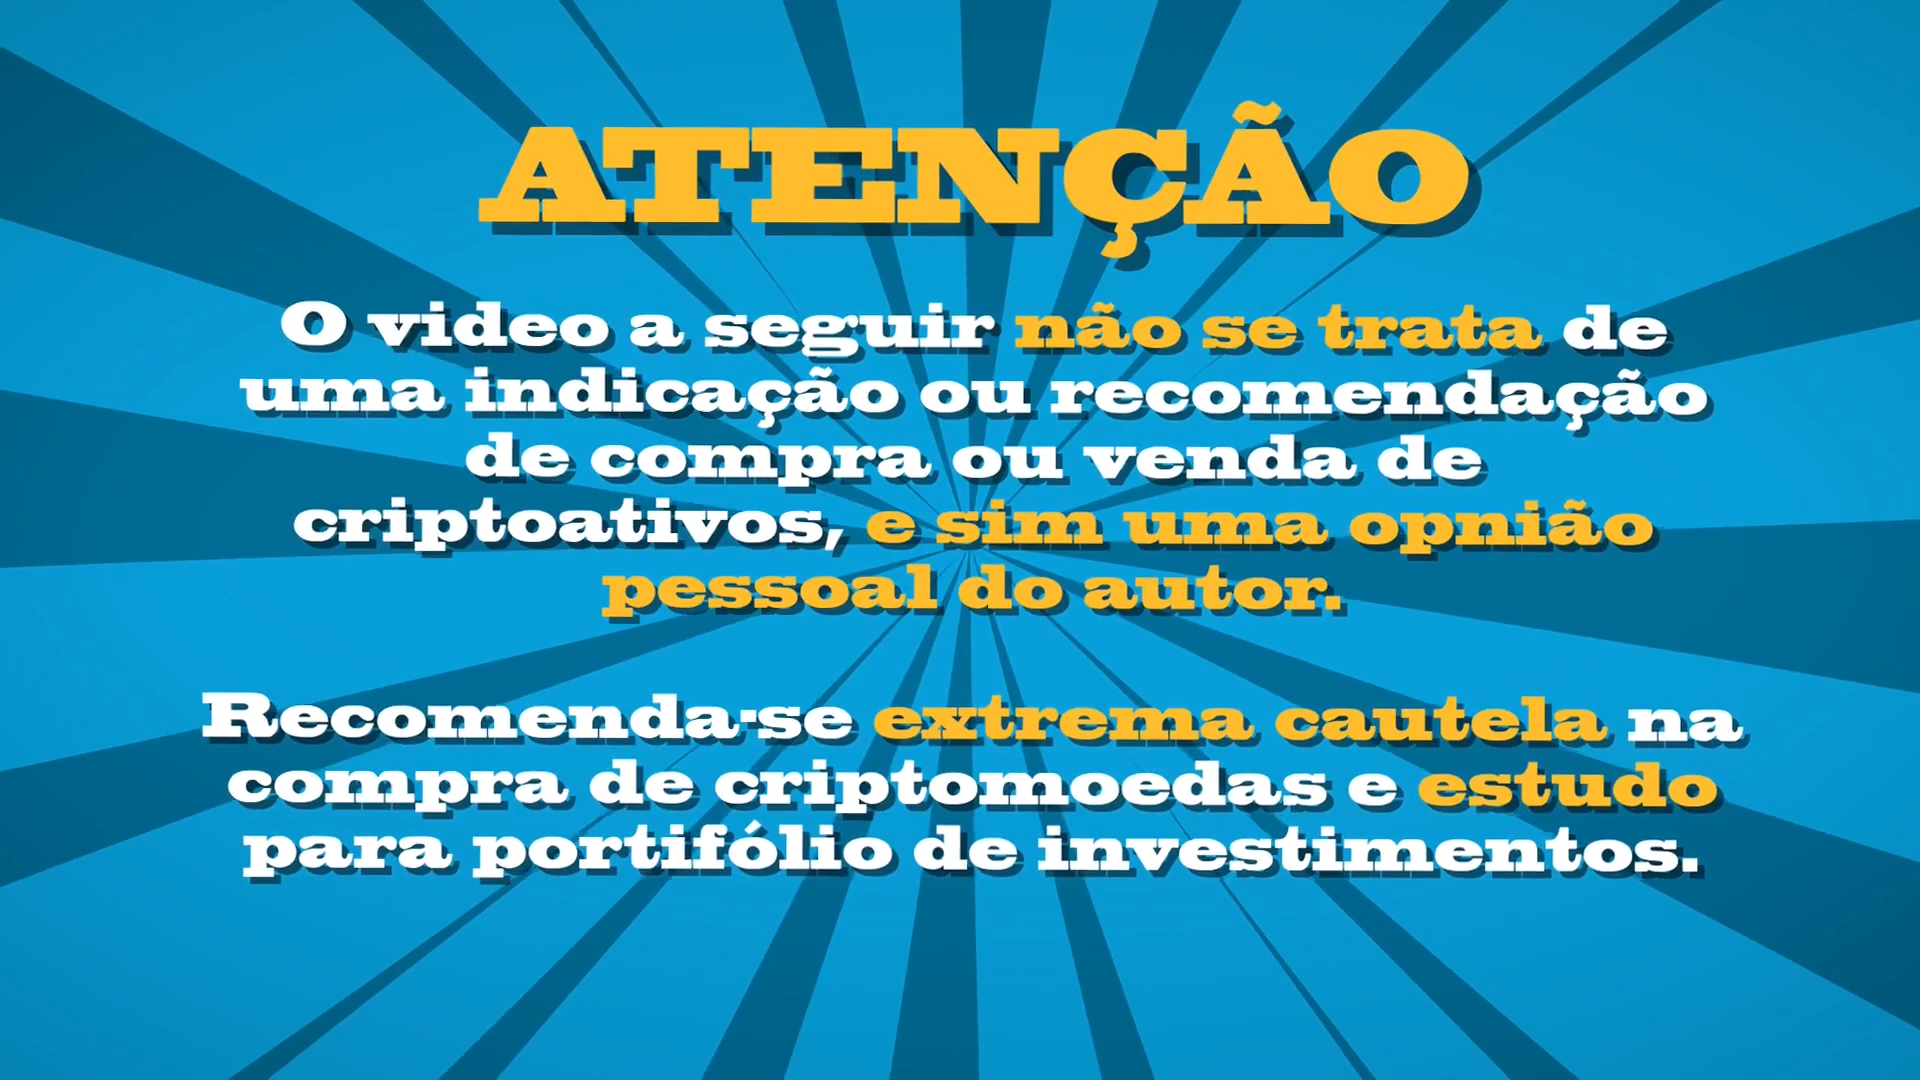 ATENÇÃO
O video a seguir não se trata de
uma indicação ou recomendação
de compra ou venda de
criptoativos, e sim uma opnião
pessoal do autor.
Recomenda-se extrema cautela na
compra de criptomoedas e estudo
para portifólio de investimentos.